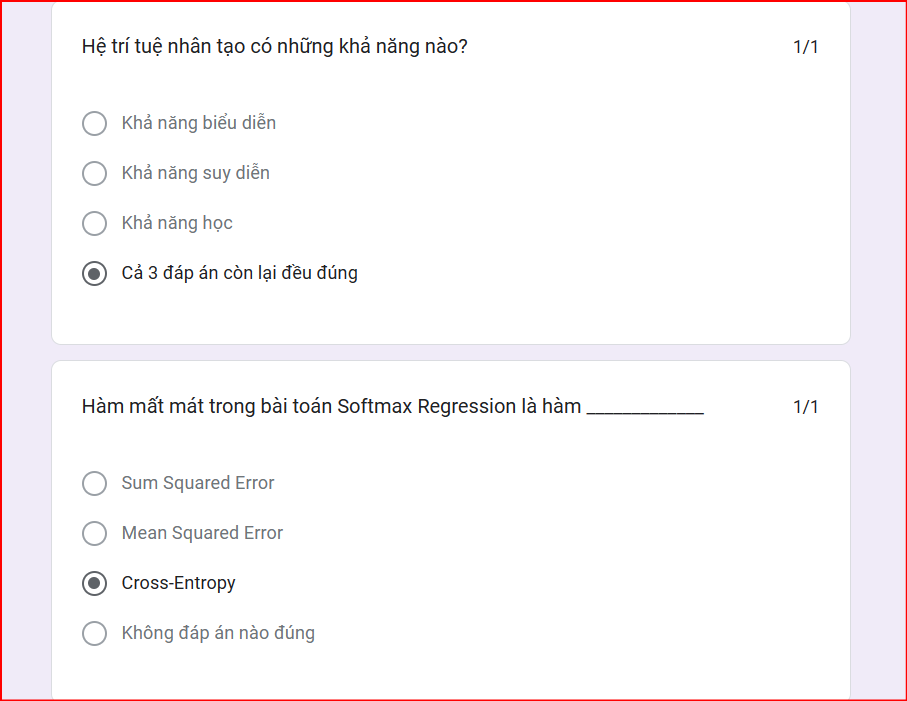 Hệ trí tuệ nhân tạo có những khả năng nào? 1/1
Khả năng biểu diễn
Khả năng suy diễn
Khả năng học
Cả 3 đáp án còn lại đều đúng
Hàm mất mát trong bài toán Softmax Regression là hàm _____________ 1/1
Sum Squared Error
Mean Squared Error
Cross-Entropy
Không đáp án nào đúng